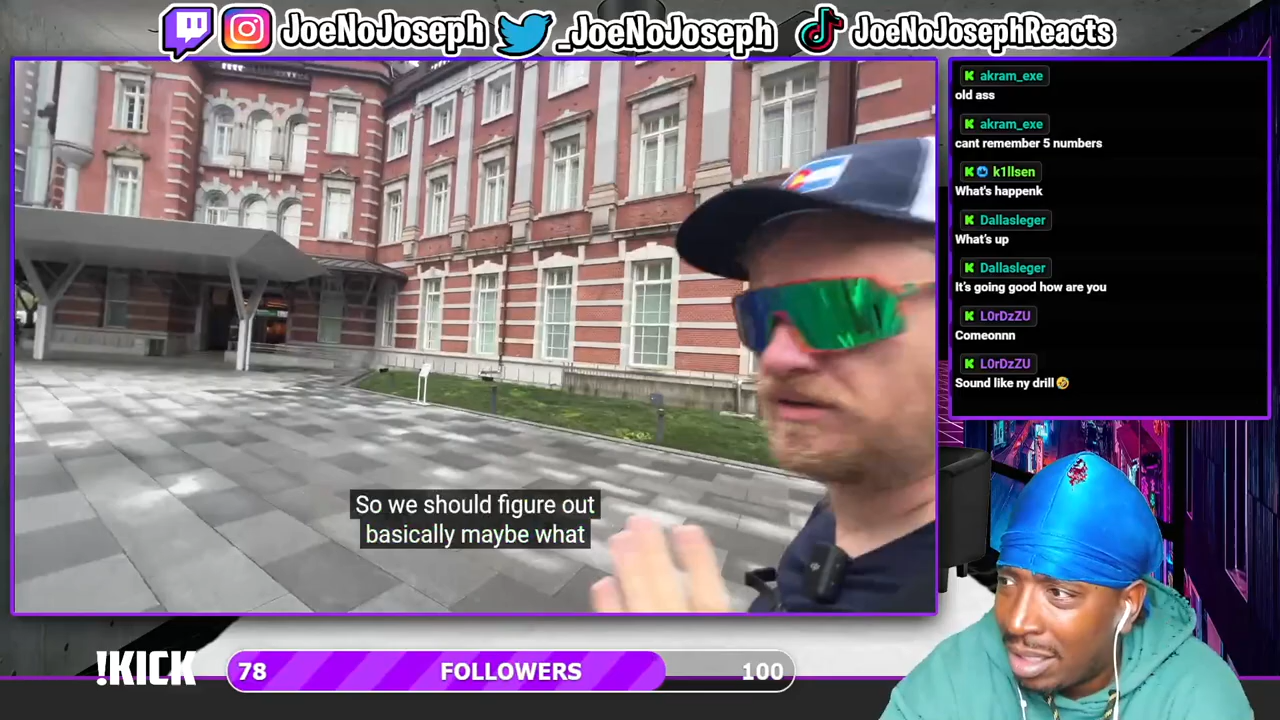 JoeNoJoseph
_JoeNoJoseph
JoeNoJosephReacts
akram_exe
old ass
akram_exe
cant remember 5 numbers
k1llsen
What's happenk
Dallasleger
What's up
Dallasleger
It's going good how are you
L0rDzZU
Comeonnn
L0rDzZU
Sound like ny drill🤣
So we should figure out
basically maybe what
!KICK
78 FOLLOWERS 100